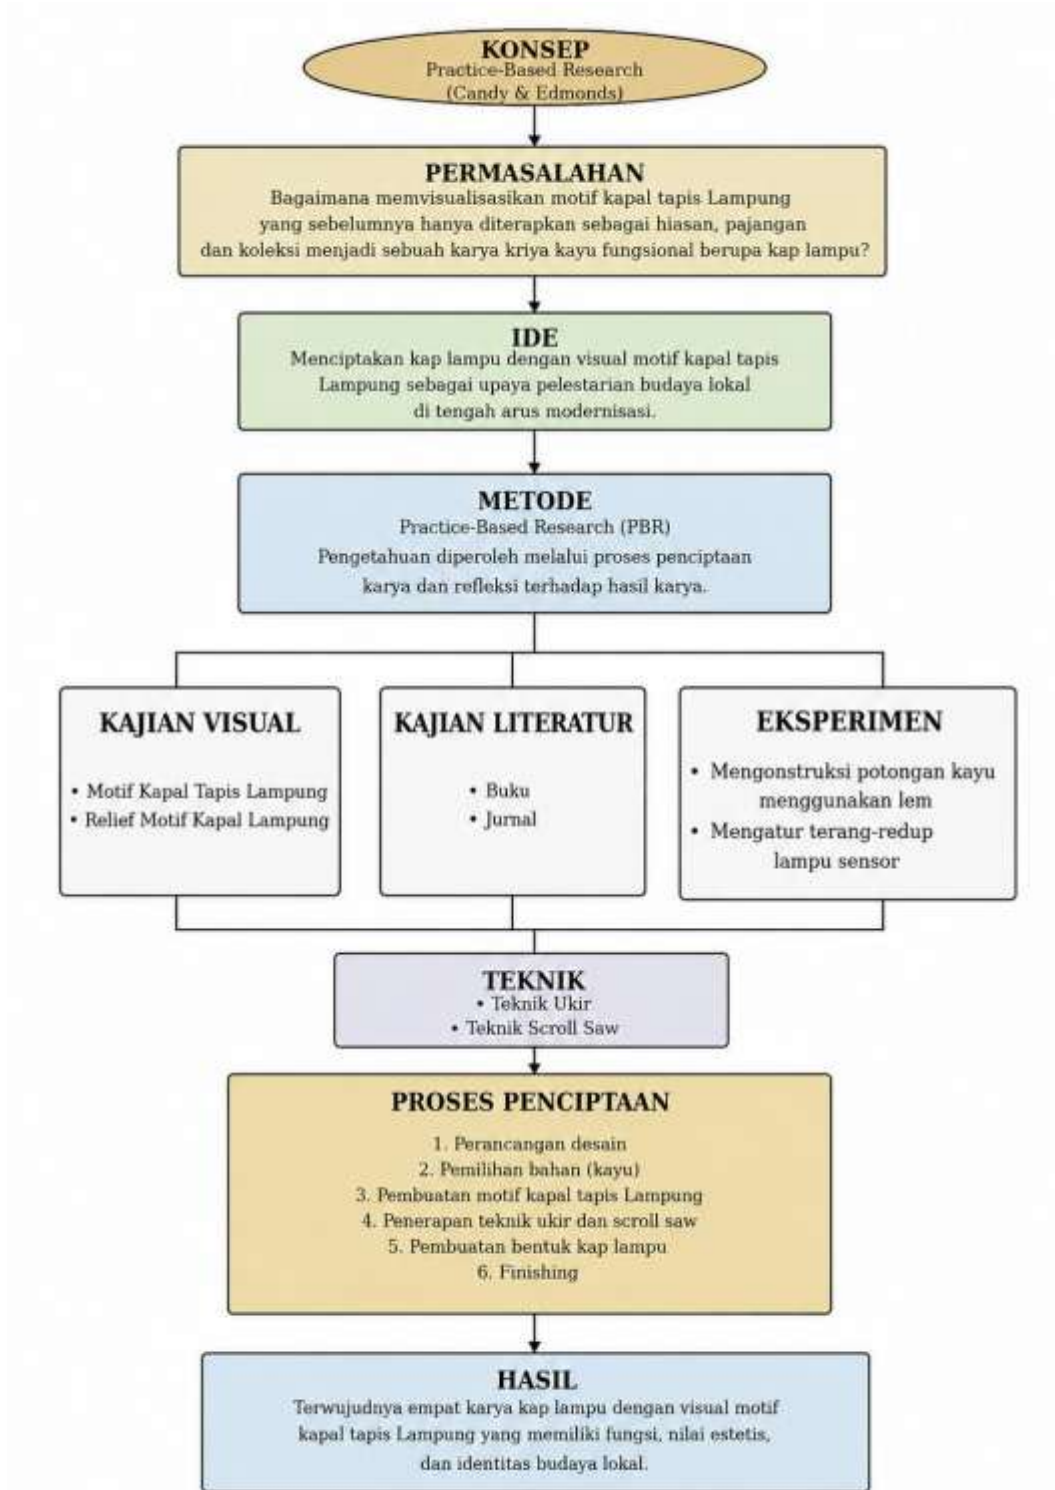 KONSEP
Practice-Based Research
(Candy & Edmonds)
PERMASALAHAN
Bagaimana memvisualisasikan motif kapal tapis Lampung
yang sebelumnya hanya diterapkan sebagai hiasan, pajangan
dan koleksi menjadi sebuah karya kriya kayu fungsional berupa kap lampu?
IDE
Menciptakan kap lampu dengan visual motif kapal tapis
Lampung sebagai upaya pelestarian budaya lokal
di tengah arus modernisasi.
METODE
Practice-Based Research (PBR)
Pengetahuan diperoleh melalui proses penciptaan
karya dan refleksi terhadap hasil karya.
KAJIAN VISUAL
• Motif Kapal Tapis Lampung
• Relief Motif Kapal Lampung
KAJIAN LITERATUR
• Buku
• Jurnal
EKSPERIMEN
• Mengonstruksi potongan kayu
menggunakan lem
• Mengatur terang-redup
lampu sensor
TEKNIK
• Teknik Ukir
• Teknik Scroll Saw
PROSES PENCIPTAAN
1. Perancangan desain
2. Pemilihan bahan (kayu)
3. Pembuatan motif kapal tapis Lampung
4. Penerapan teknik ukir dan scroll saw
5. Pembuatan bentuk kap lampu
6. Finishing
HASIL
Terwujudnya empat karya kap lampu dengan visual motif
kapal tapis Lampung yang memiliki fungsi, nilai estetis,
dan identitas budaya lokal.